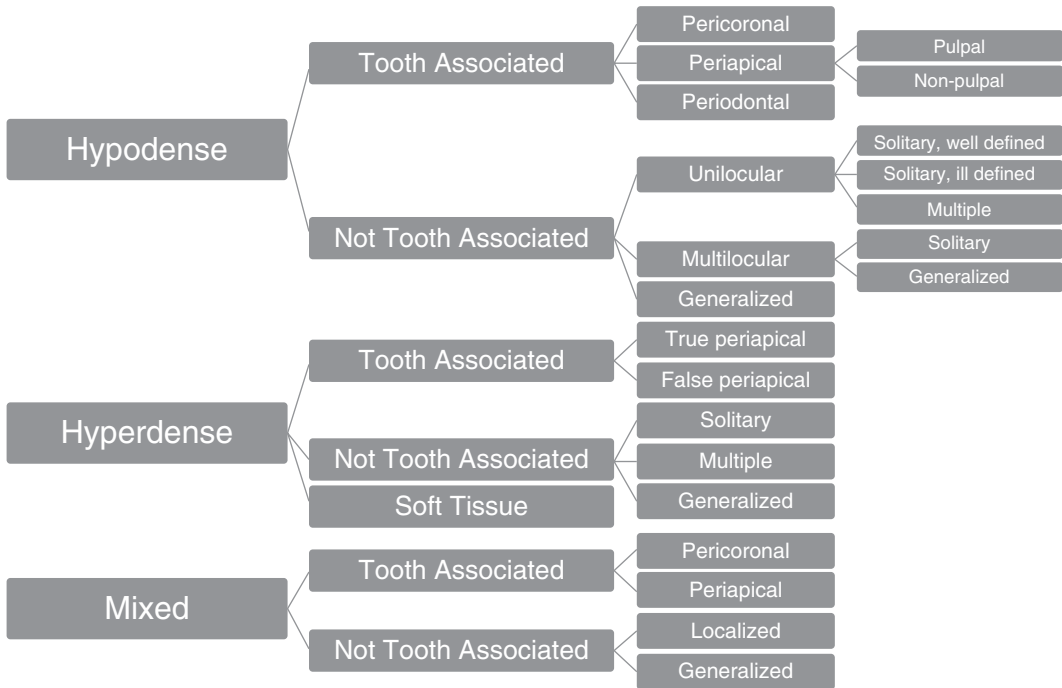 Hypodense
Tooth Associated
Pericoronal
Periapical
Pulpal
Non-pulpal
Periodontal
Not Tooth Associated
Unilocular
Solitary, well defined
Solitary, ill defined
Multiple
Multilocular
Solitary
Generalized
Generalized
Hyperdense
Tooth Associated
True periapical
False periapical
Not Tooth Associated
Solitary
Multiple
Generalized
Soft Tissue
Mixed
Tooth Associated
Pericoronal
Periapical
Not Tooth Associated
Localized
Generalized